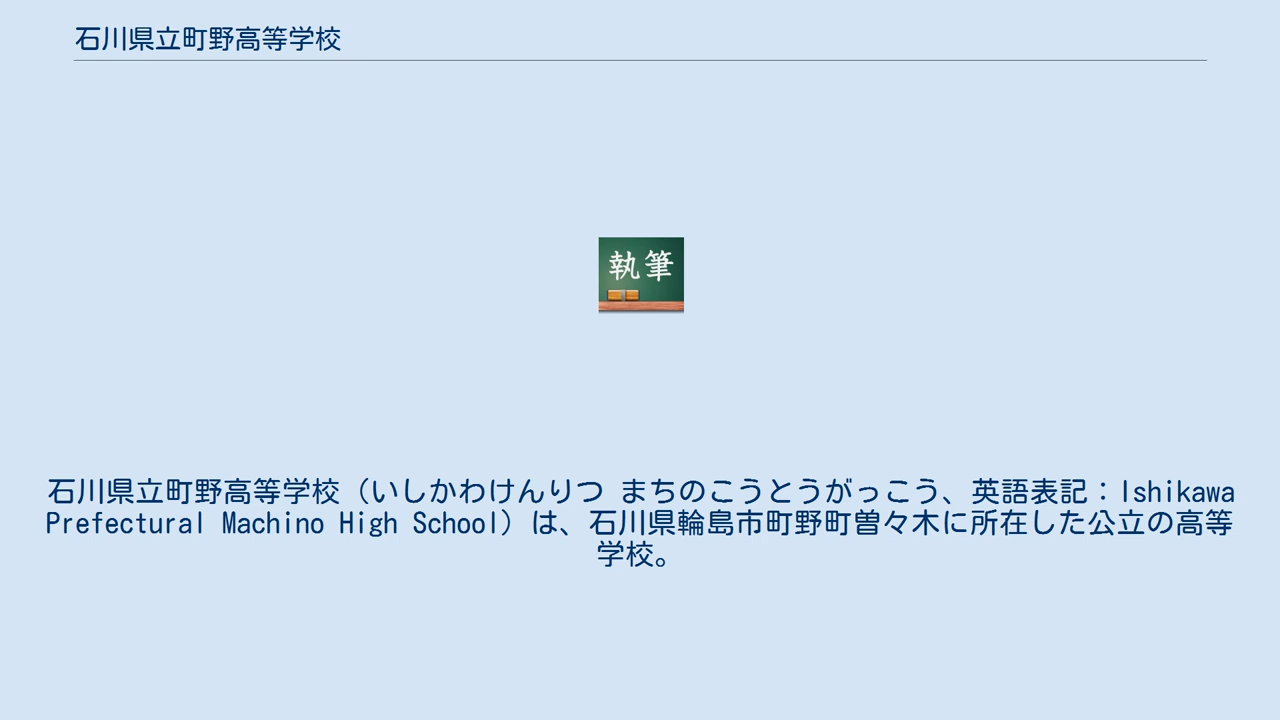 石川県立町野高等学校
執筆
石川県立町野高等学校（いしかわけんりつ まちのこうとうがっこう、英語表記：Ishikawa
Prefectural Machino High School）は、石川県輪島市町野町曽々木に所在した公立の高等
学校。